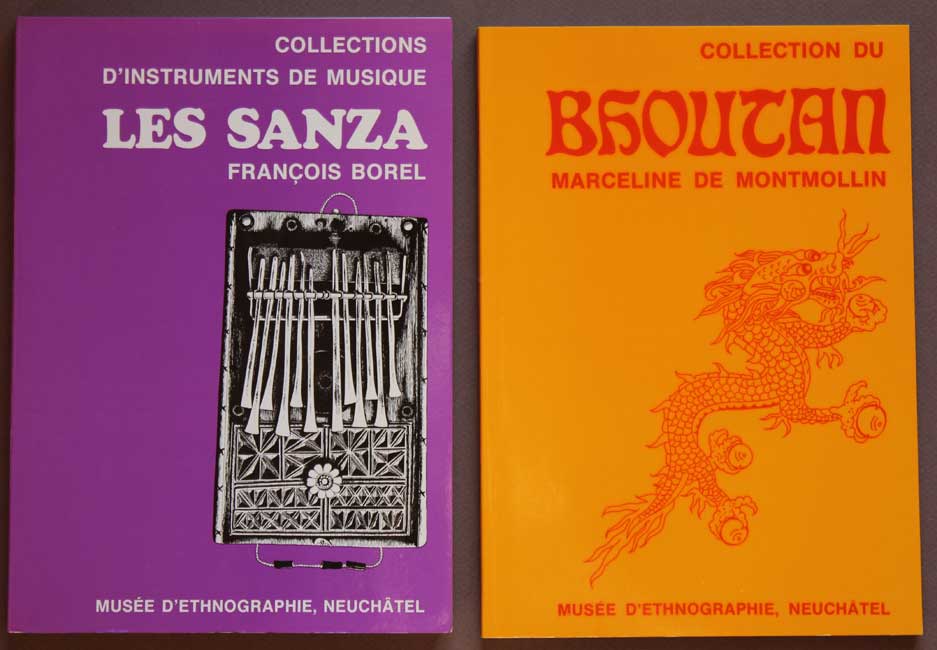 COLLECTIONS
D'INSTRUMENTS DE MUSIQUE
LES SANZA
FRANÇOIS BOREL
MUSÉE D'ETHNOGRAPHIE, NEUCHÂTEL
COLLECTION DU
BHOUTAN
MARCELINE DE MONTMOLLIN
MUSÉE D'ETHNOGRAPHIE, NEUCHÂTEL